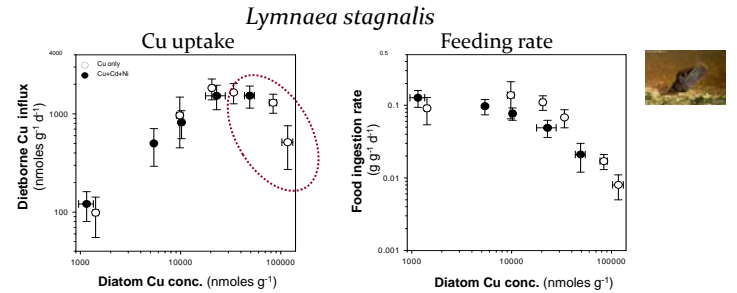 Lymnaea stagnalis
Cu uptake
Feeding rate
4000
1000
100
Dietborne Cu influx
(nmoles g⁻¹ d⁻¹)
Cu only
Cu+Cd+Ni
1000
10000
100000
Diatom Cu conc. (nmoles g⁻¹)
1
0.1
0.01
0.001
Food ingestion rate
(g g⁻¹ d⁻¹)
1000
10000
100000
Diatom Cu conc. (nmoles g⁻¹)